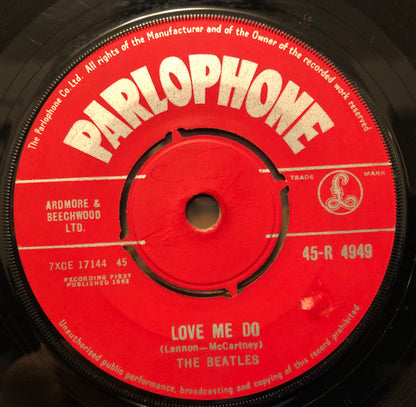 The Parlophone Co Ltd. All rights of the Manufacturer and of the Owner of the recorded work reserved.
PARLOPHONE
TRADE MARK
£
ARDMORE &
BEECHWOOD
LTD.
7XCE 17144 45
RECORDING FIRST
PUBLISHED 1962
45-R 4949
LOVE ME DO
(Lennon—McCartney)
THE BEATLES
Unauthorised public performance, broadcasting and copying of this record prohibited